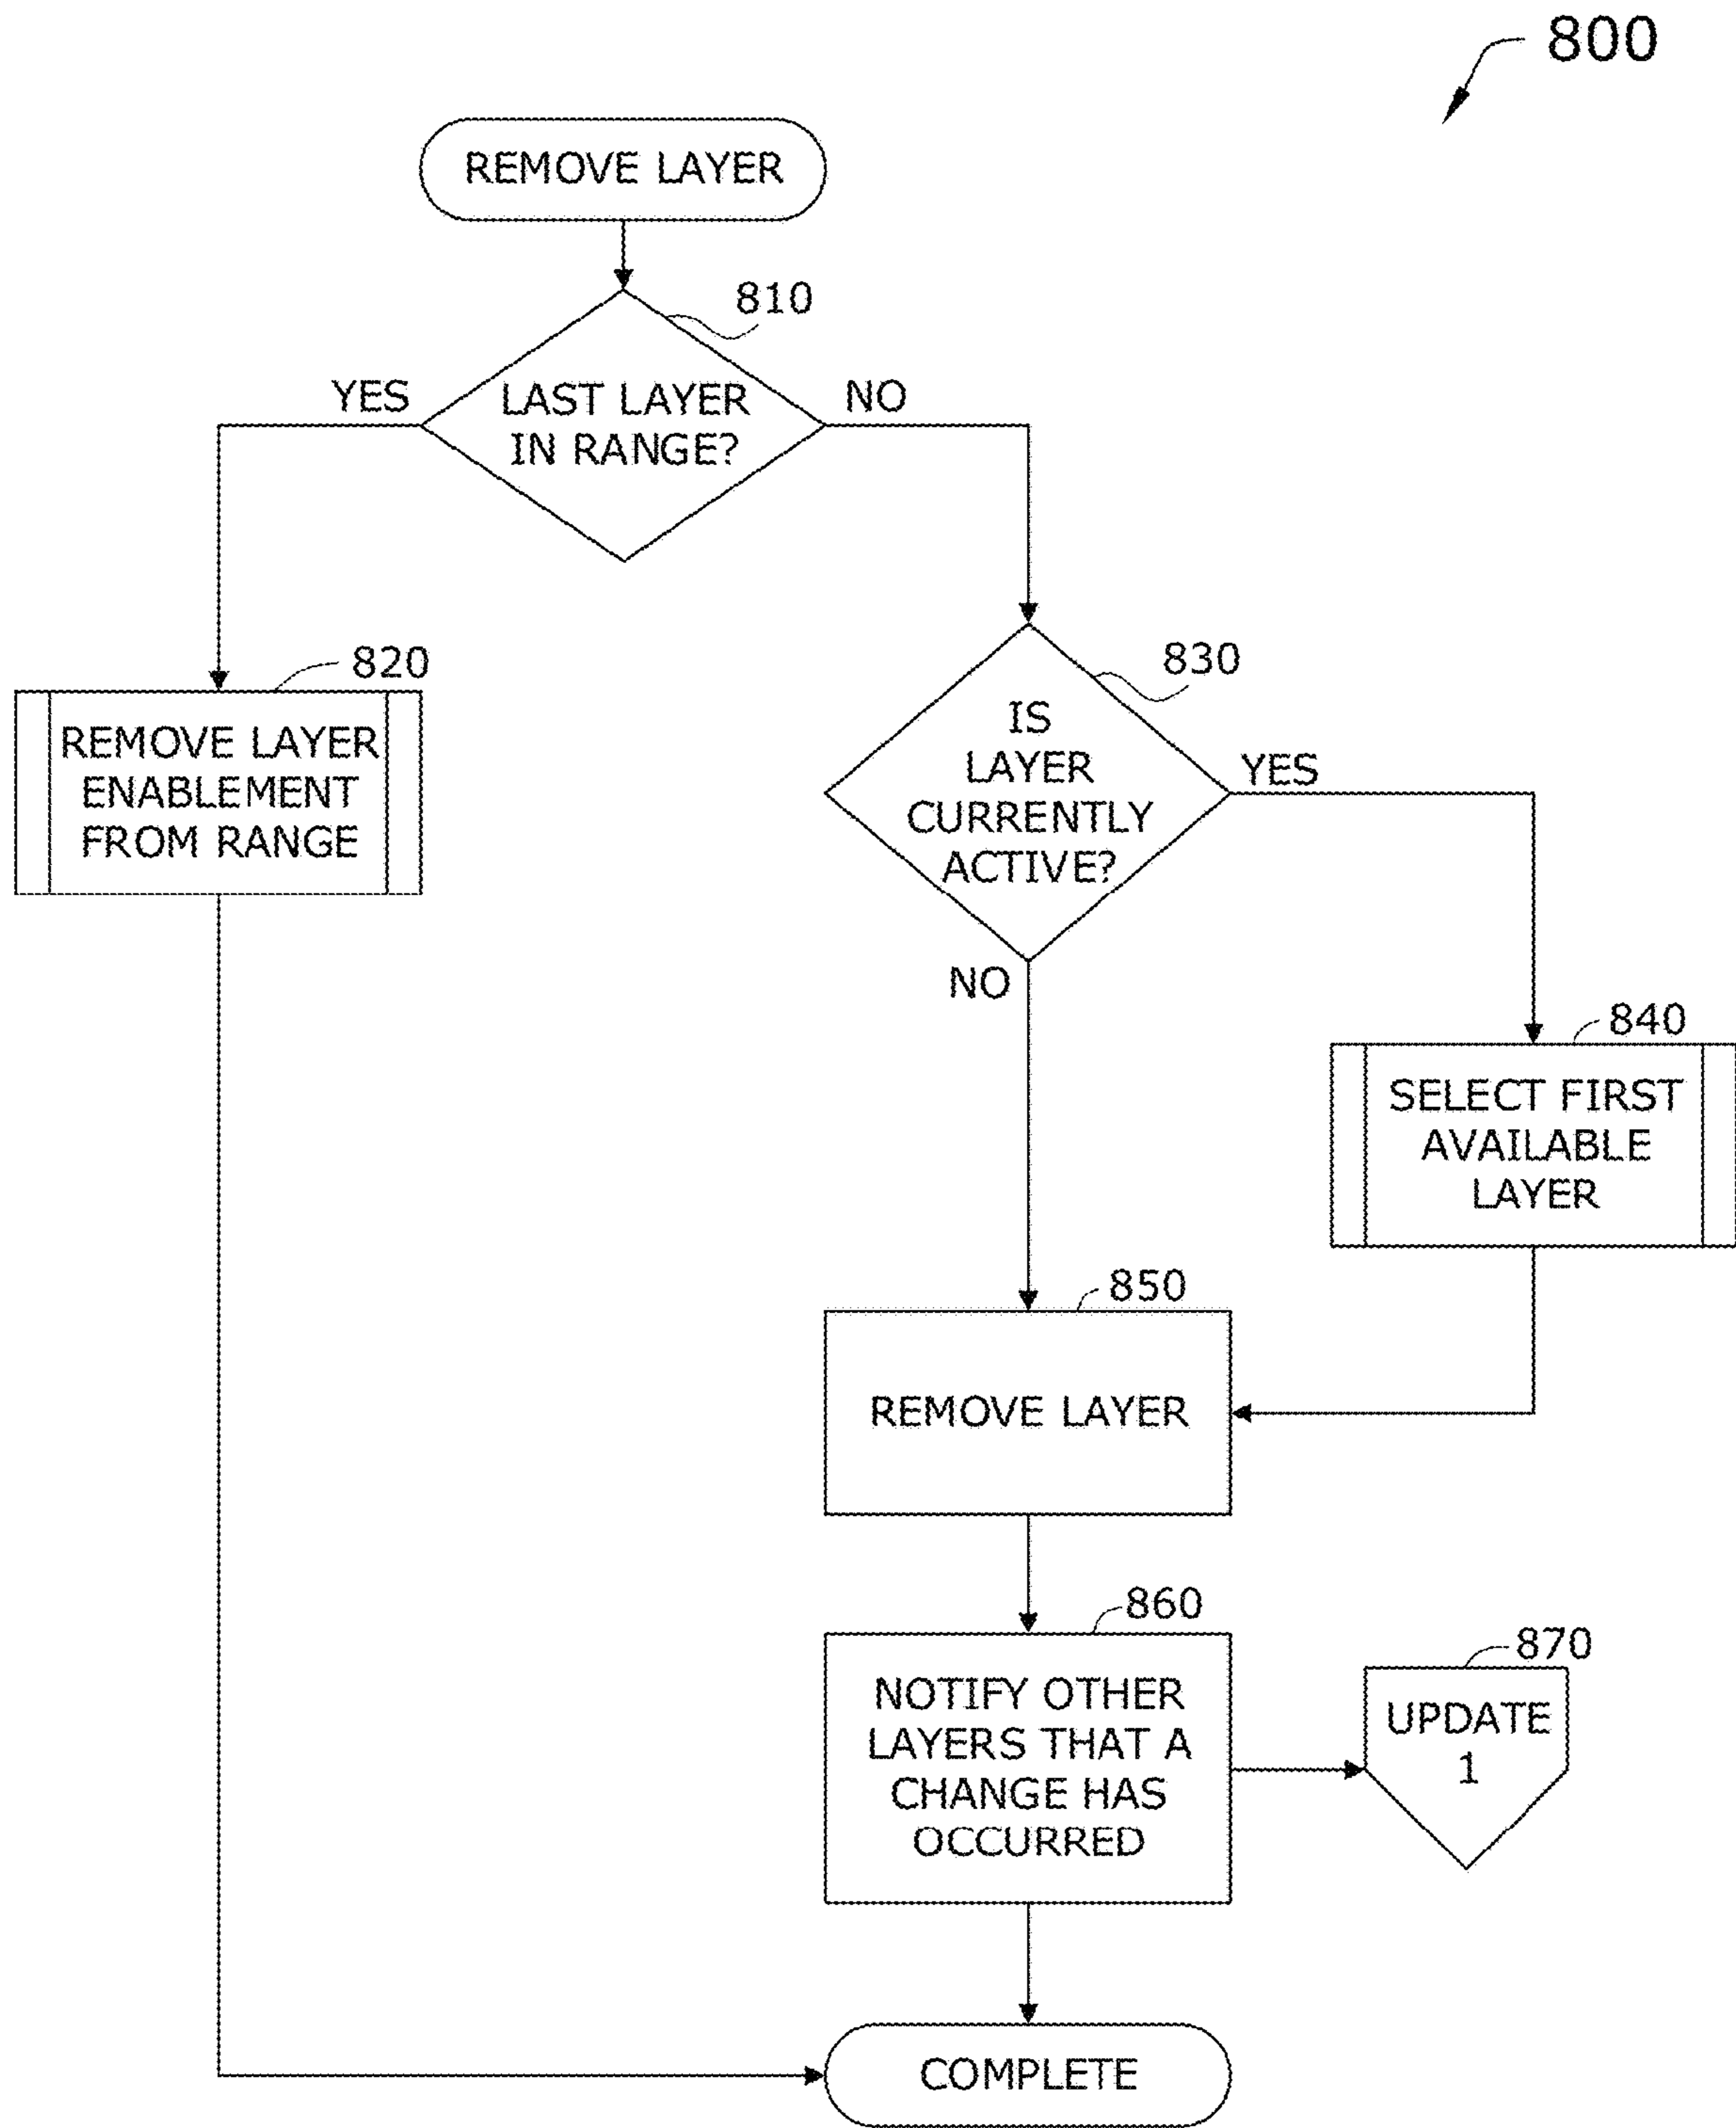 800
REMOVE LAYER
810
YES
LAST LAYER
IN RANGE?
NO
820
REMOVE LAYER
ENABLEMENT
FROM RANGE
830
IS
LAYER
CURRENTLY
ACTIVE?
YES
NO
840
SELECT FIRST
AVAILABLE
LAYER
850
REMOVE LAYER
860
NOTIFY OTHER
LAYERS THAT A
CHANGE HAS
OCCURRED
870
UPDATE
1
COMPLETE